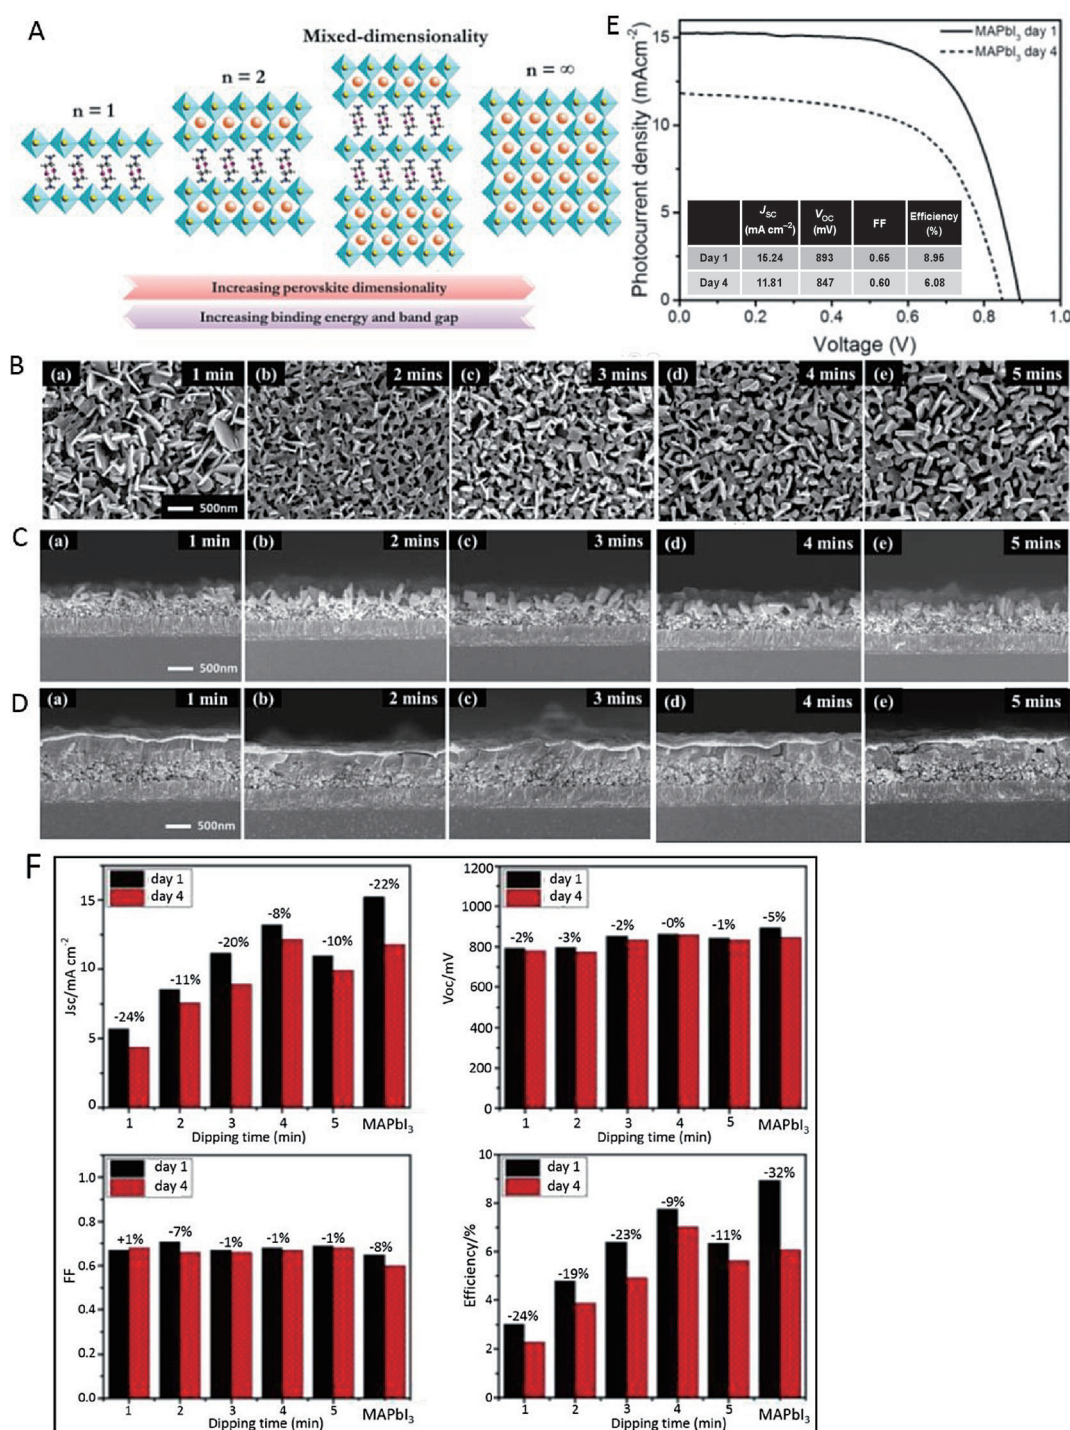 A
Mixed-dimensionality
n = 1
n = 2
n = ∞
Increasing perovskite dimensionality
Increasing binding energy and band gap
E
Photocurrent density (mAcm⁻²)
15
10
5
0
MAPbI₃ day 1
MAPbI₃ day 4
J_SC (mA cm⁻²) V_OC (mV) FF Efficiency (%)
Day 1 15.24 893 0.65 8.95
Day 4 11.81 847 0.60 6.08
0.0 0.2 0.4 0.6 0.8 1.0
Voltage (V)
B
(a) 1 min
500nm
(b) 2 mins
(c) 3 mins
(d) 4 mins
(e) 5 mins
C
(a) 1 min
500nm
(b) 2 mins
(c) 3 mins
(d) 4 mins
(e) 5 mins
D
(a) 1 min
500nm
(b) 2 mins
(c) 3 mins
(d) 4 mins
(e) 5 mins
F
Jsc/mA cm⁻²
15
10
5
0
day 1
day 4
-24% -11% -20% -8% -10% -22%
1 2 3 4 5 MAPbI₃
Dipping time (min)
Voc/mV
1200
1000
800
600
400
200
0
day 1
day 4
-2% -3% -2% -0% -1% -5%
1 2 3 4 5 MAPbI₃
Dipping time (min)
FF
1.0
0.8
0.6
0.4
0.2
0.0
day 1
day 4
+1% -7% -1% -1% -1% -8%
1 2 3 4 5 MAPbI₃
Dipping time (min)
Efficiency/%
10
8
6
4
2
0
day 1
day 4
-24% -19% -23% -9% -11% -32%
1 2 3 4 5 MAPbI₃
Dipping time (min)